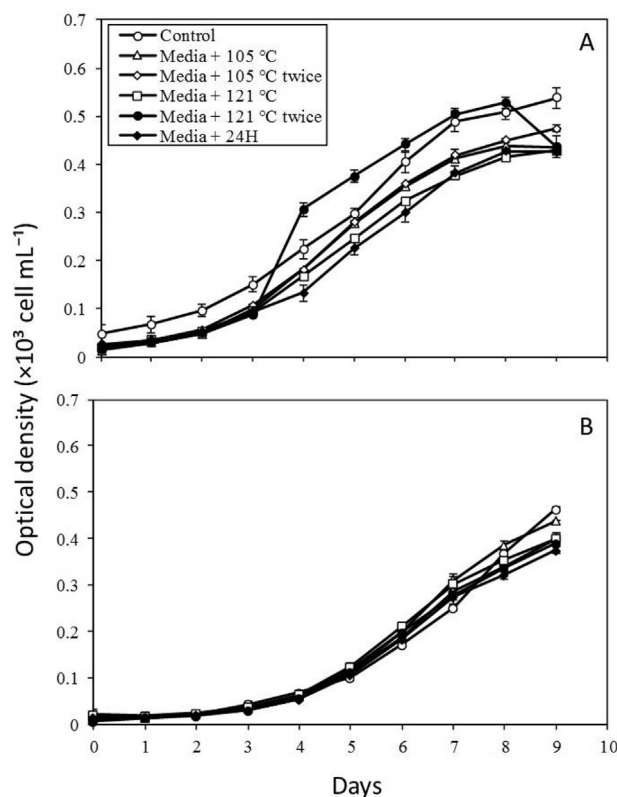 0.7
0.6
0.5
0.4
0.3
0.2
0.1
0
Control
Media + 105 ℃
Media + 105 ℃ twice
Media + 121 ℃
Media + 121 ℃ twice
Media + 24H
A
Optical density (×10³ cell mL⁻¹)
0.7
0.6
0.5
0.4
0.3
0.2
0.1
0
B
0 1 2 3 4 5 6 7 8 9 10
Days